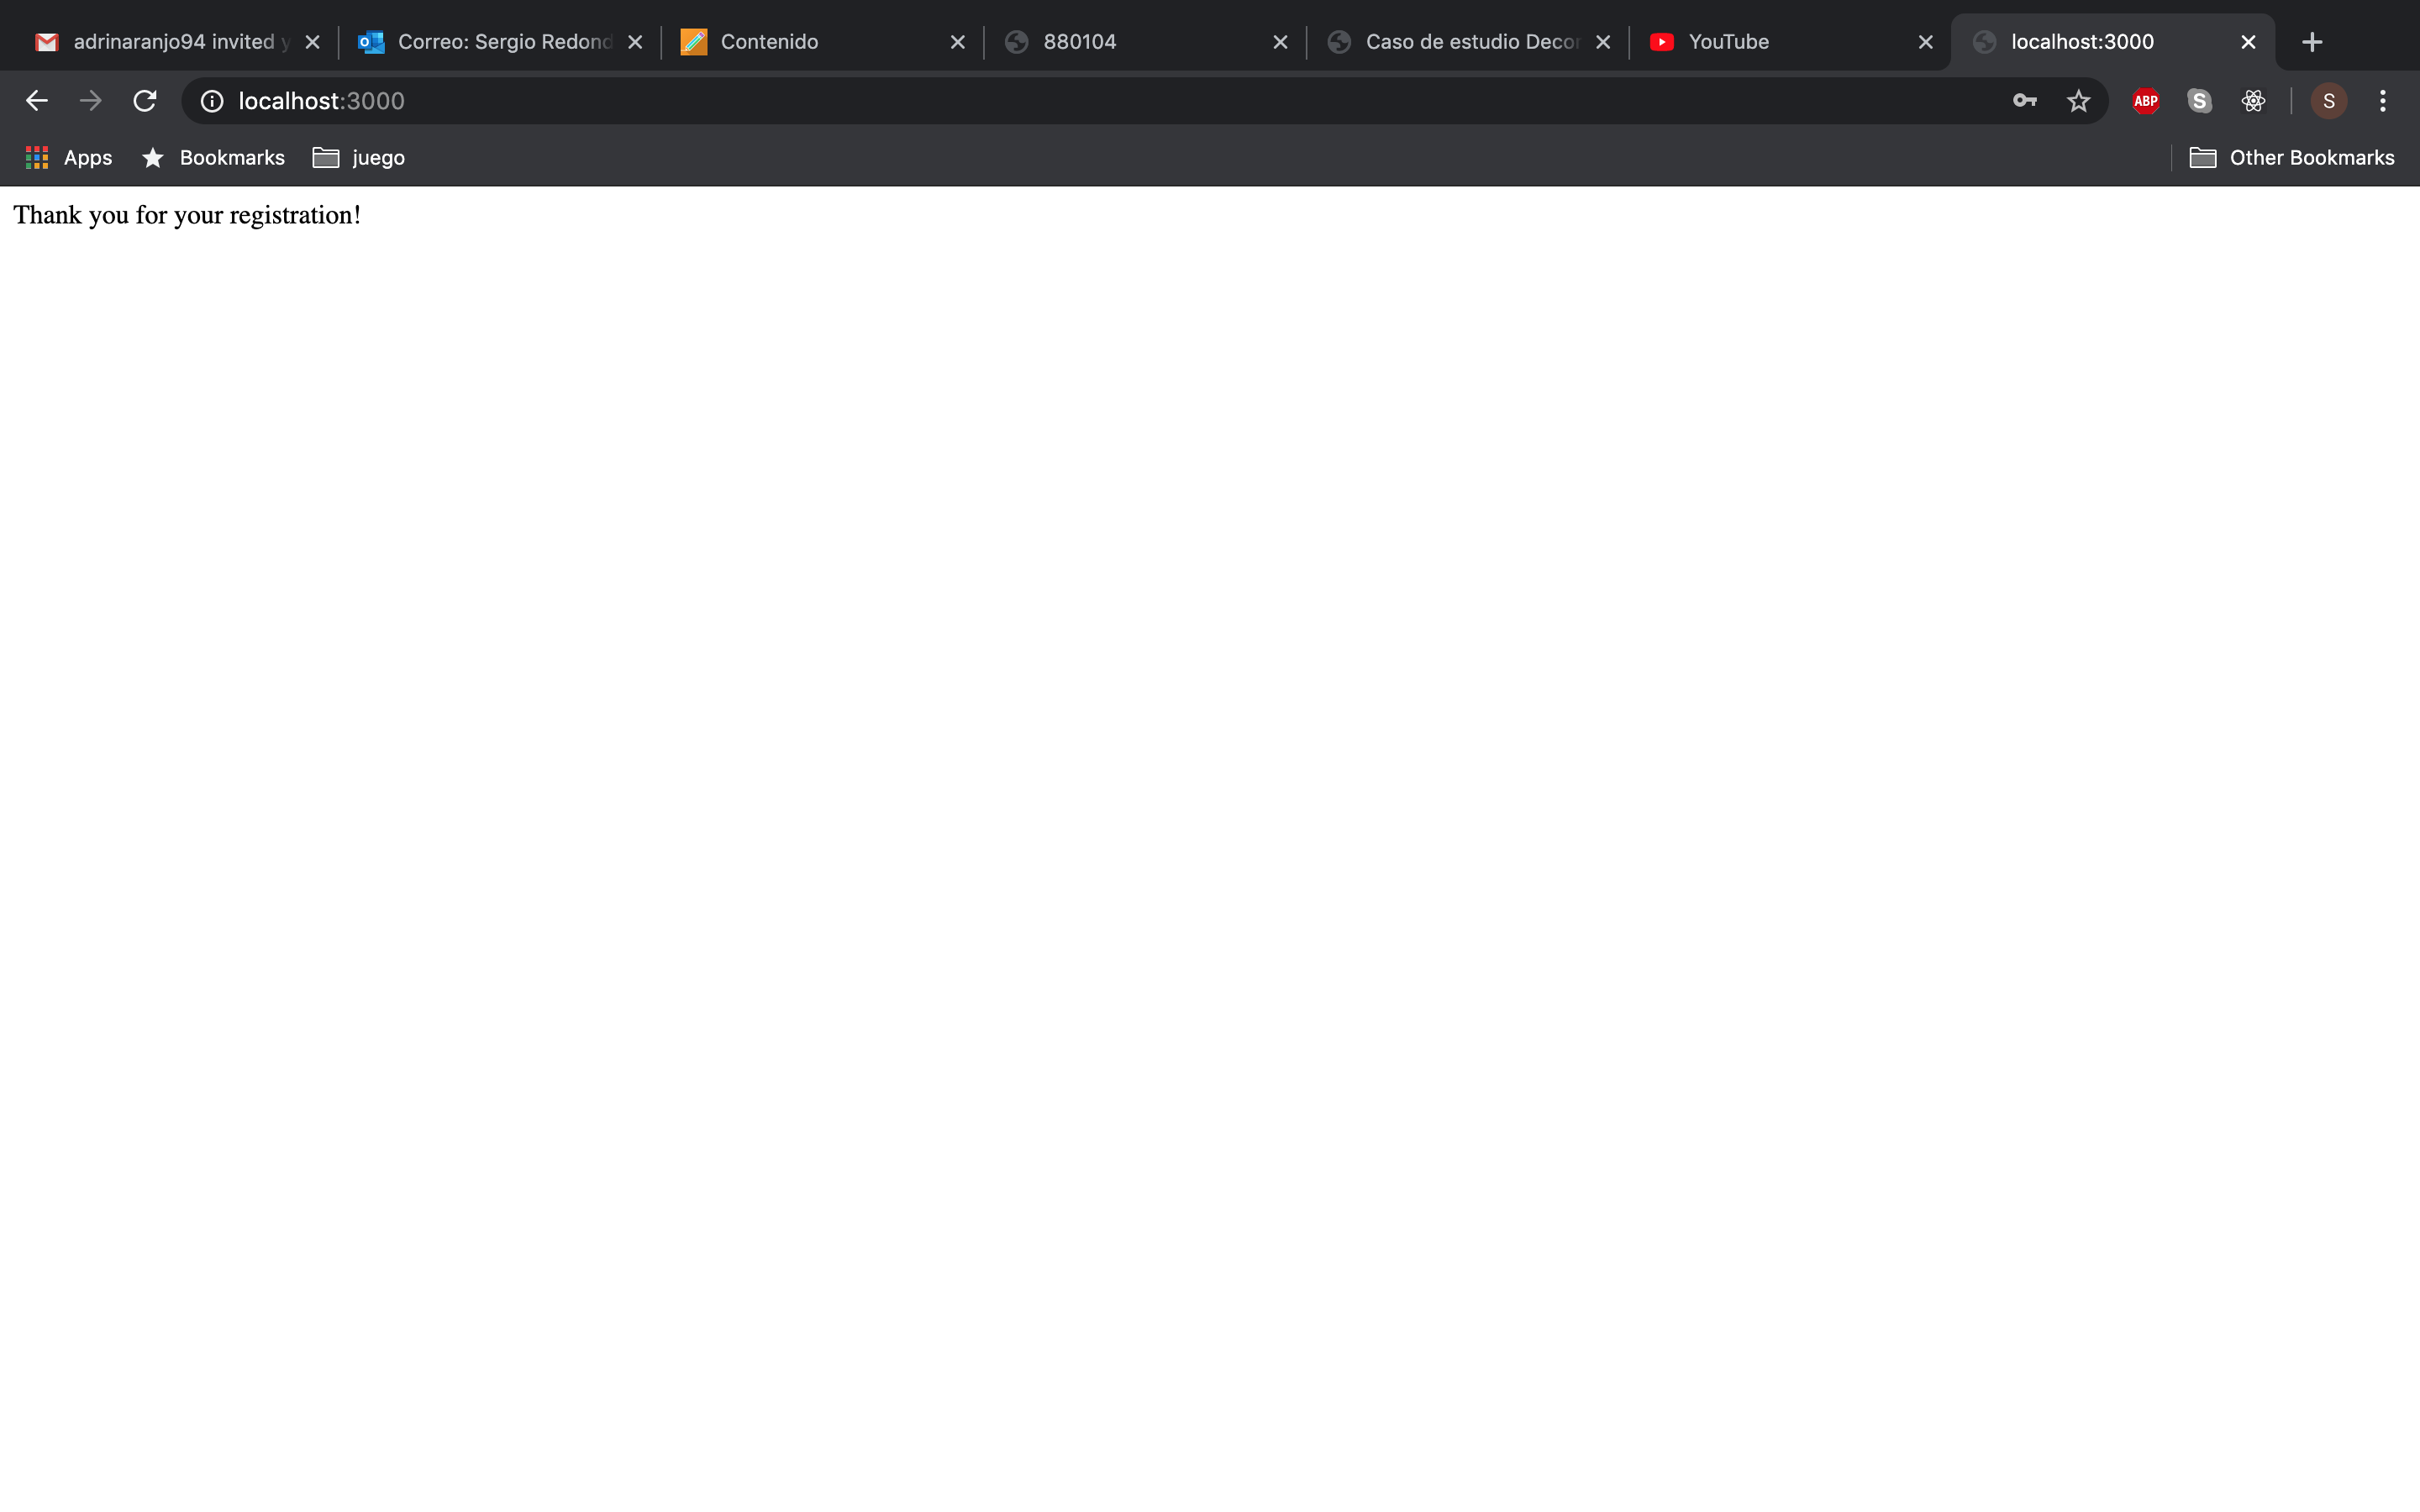 adrinaranjo94 invited y
Correo: Sergio Redond
Contenido
880104
Caso de estudio Decor
YouTube
localhost:3000
localhost:3000
ABP
S
S
Apps
Bookmarks
juego
Other Bookmarks
Thank you for your registration!